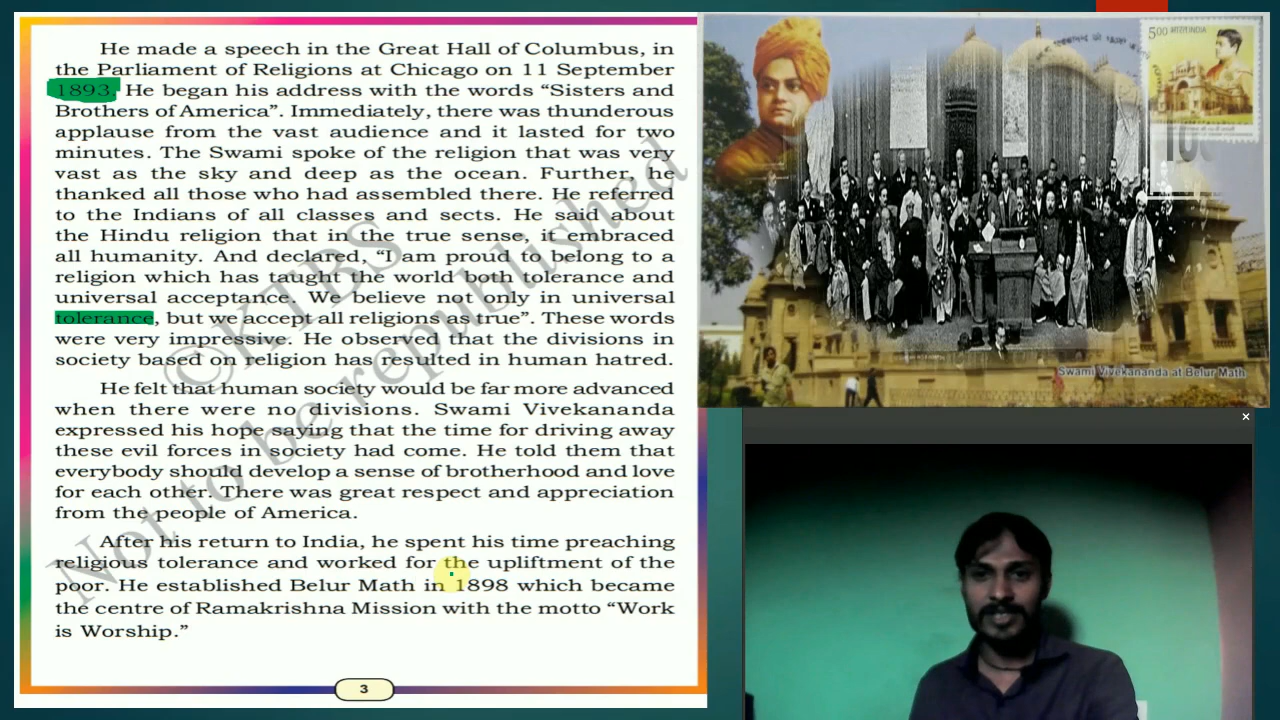 He made a speech in the Great Hall of Columbus, in
the Parliament of Religions at Chicago on 11 September
1893. He began his address with the words “Sisters and
Brothers of America”. Immediately, there was thunderous
applause from the vast audience and it lasted for two
minutes. The Swami spoke of the religion that was very
vast as the sky and deep as the ocean. Further, he
thanked all those who had assembled there. He referred
to the Indians of all classes and sects. He said about
the Hindu religion that in the true sense, it embraced
all humanity. And declared, “I am proud to belong to a
religion which has taught the world both tolerance and
universal acceptance. We believe not only in universal
tolerance, but we accept all religions as true”. These words
were very impressive. He observed that the divisions in
society based on religion has resulted in human hatred.
He felt that human society would be far more advanced
when there were no divisions. Swami Vivekananda
expressed his hope saying that the time for driving away
these evil forces in society had come. He told them that
everybody should develop a sense of brotherhood and love
for each other. There was great respect and appreciation
from the people of America.
After his return to India, he spent his time preaching
religious tolerance and worked for the upliftment of the
poor. He established Belur Math in 1898 which became
the centre of Ramakrishna Mission with the motto “Work
is Worship.”
3
©KTBS
Not to be republished
5.00 भारत INDIA
Swami Vivekananda at Belur Math